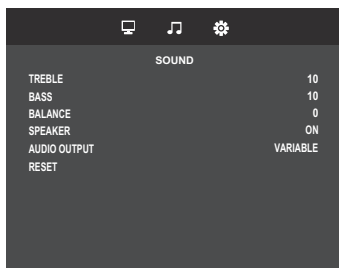 SOUND
TREBLE 10
BASS 10
BALANCE 0
SPEAKER ON
AUDIO OUTPUT VARIABLE
RESET